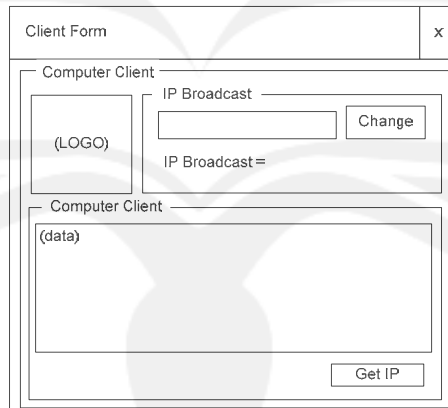 Client Form
x
Computer Client
IP Broadcast
(LOGO)
Change
IP Broadcast =
Computer Client
(data)
Get IP